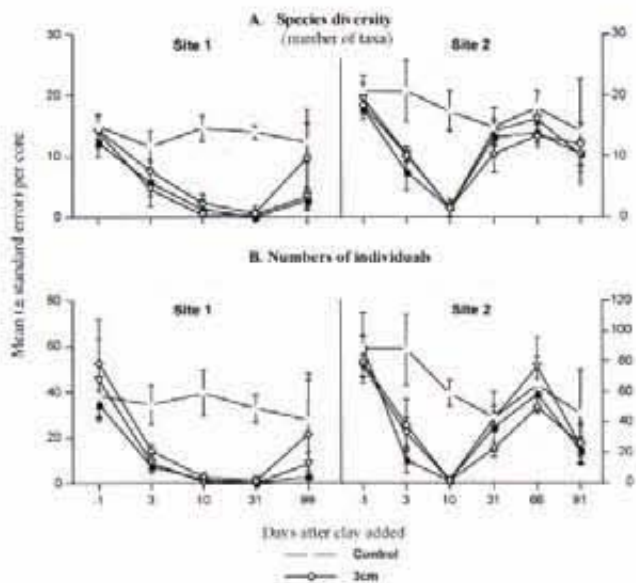 A. Species diversity
(number of taxa)
Site 1
Site 2
30
20
10
0
30
20
10
0
Mean (± standard errors) per core
B. Numbers of individuals
Site 1
Site 2
80
60
40
20
0
120
100
80
60
40
20
0
-1 3 10 31 99
-1 3 10 31 66 91
Days after clay added
Control
3cm